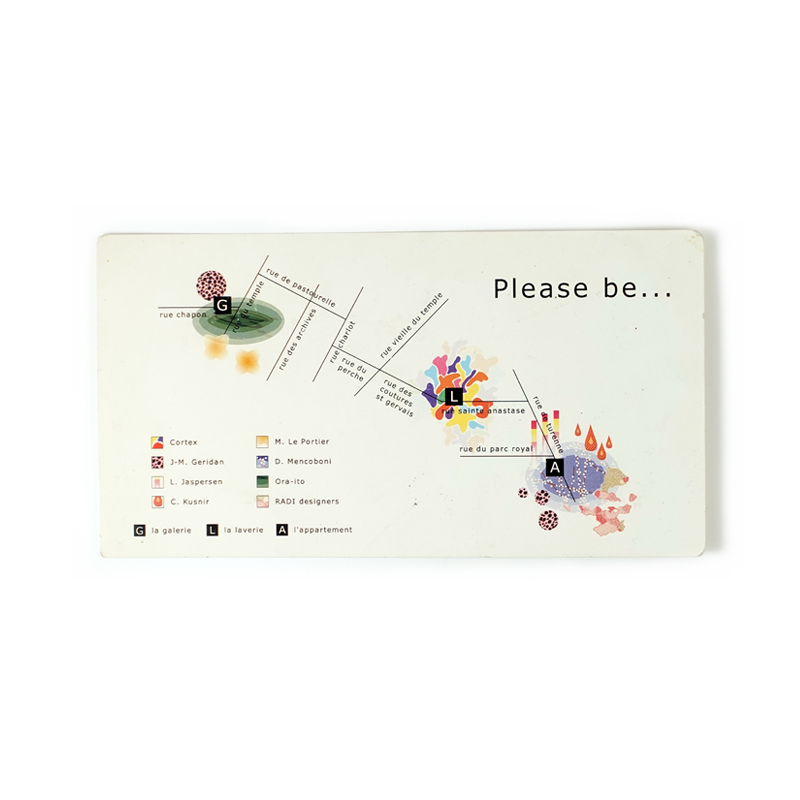 Please be...
rue de pastourelle
G
rue chapon
rue du temple
rue des archives
rue charlot
rue vieille du temple
rue du
perche
rue des
coutures
st gervais
L
rue sainte anastase
rue de turenne
rue du parc royal
A
Cortex
M. Le Portier
J-M. Geridan
D. Mencoboni
L. Jaspersen
Ora-ito
C. Kusnir
RADI designers
G la galerie L la laverie A l'appartement